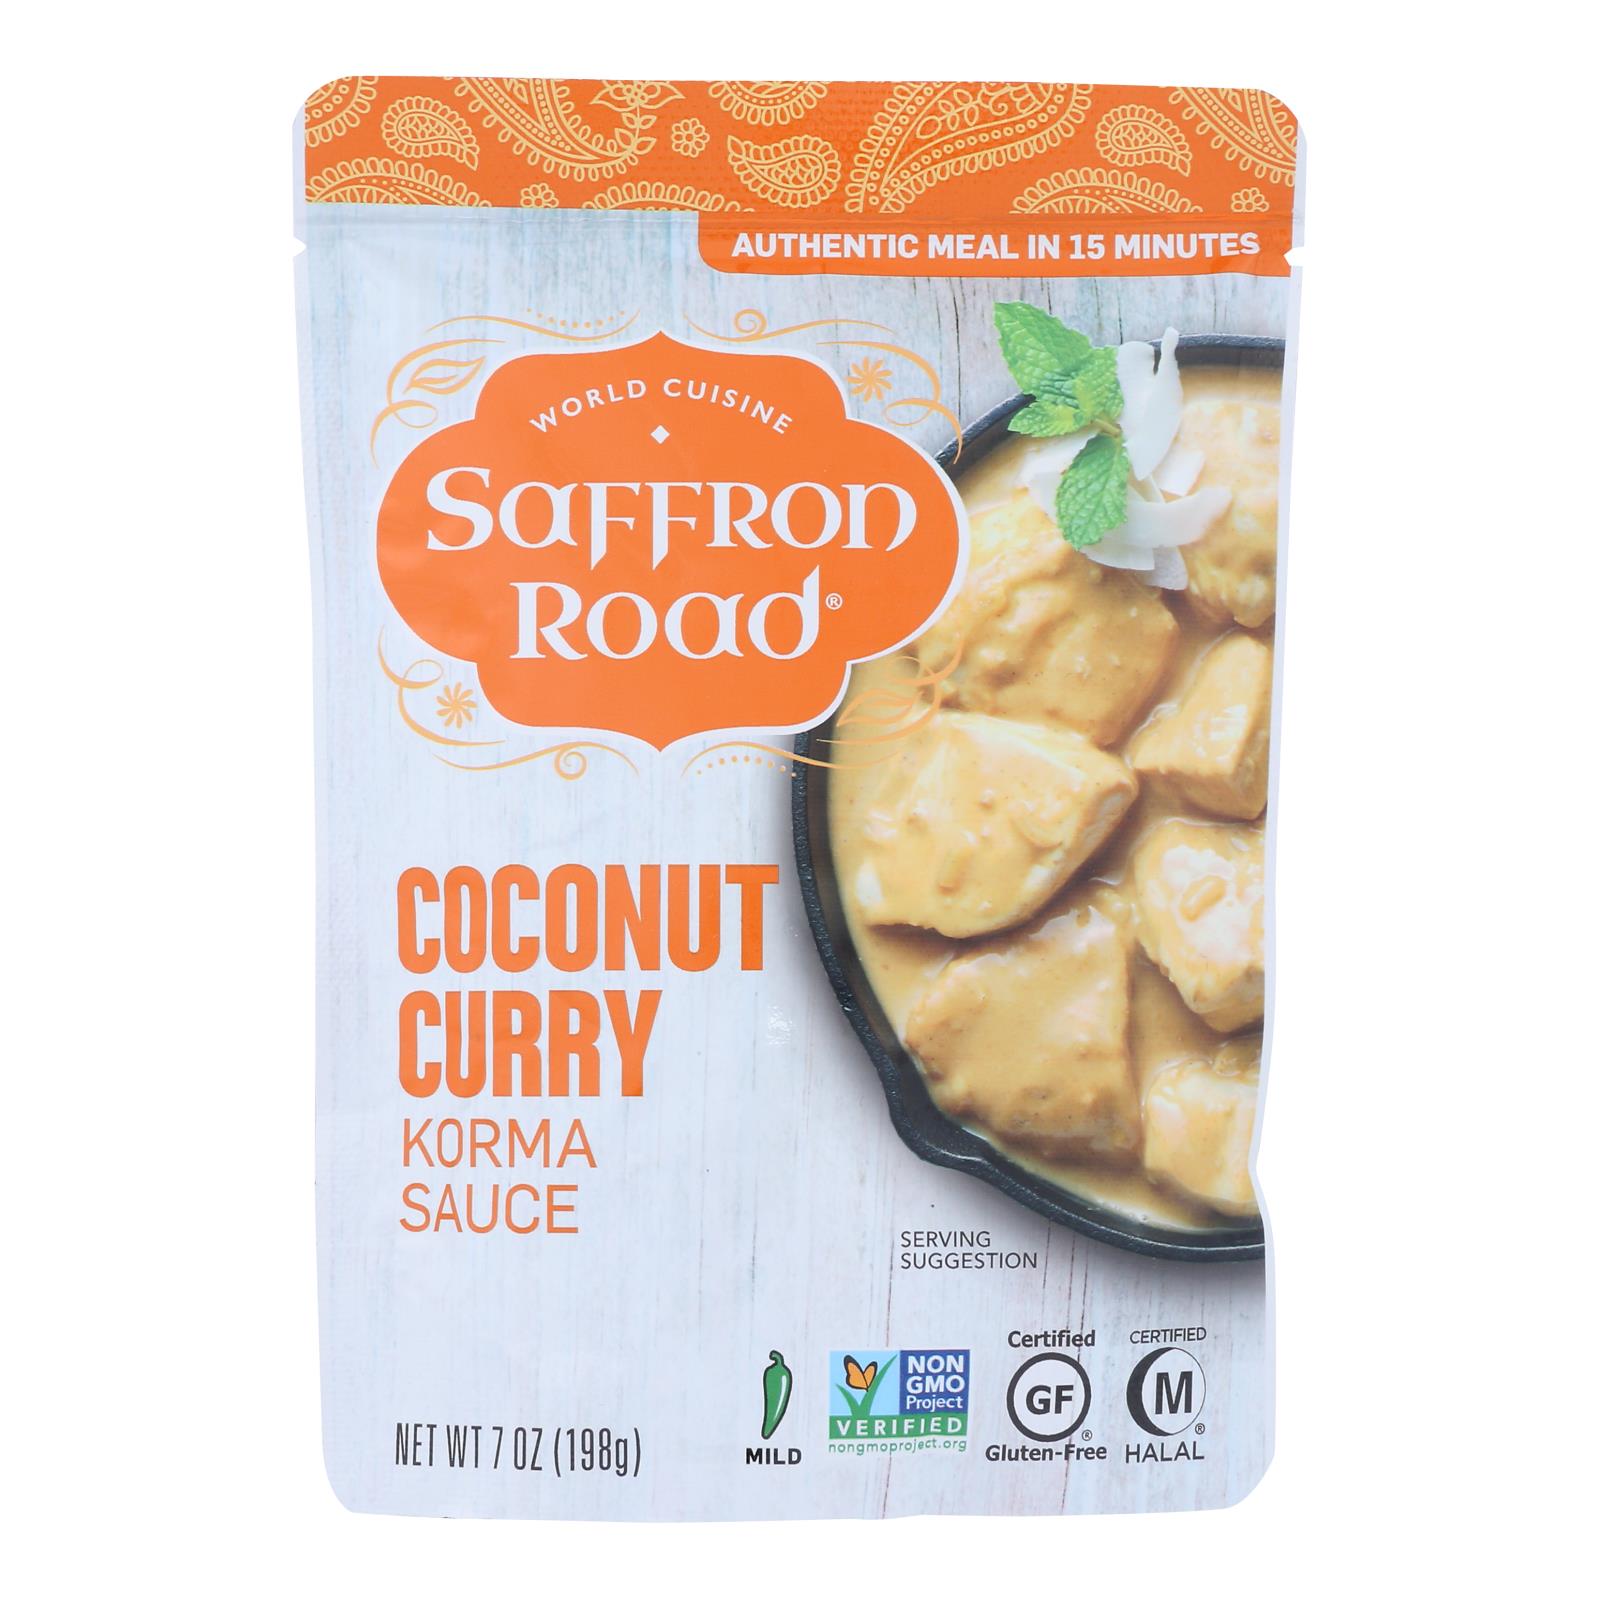 AUTHENTIC MEAL IN 15 MINUTES
WORLD CUISINE
SAFFRON
ROAD®
COCONUT
CURRY
KORMA
SAUCE
SERVING
SUGGESTION
NET WT 7 OZ (198g)
MILD
NON
GMO
Project
VERIFIED
nongmoproject.org
Certified
GF®
Gluten-Free
CERTIFIED
M®
HALAL